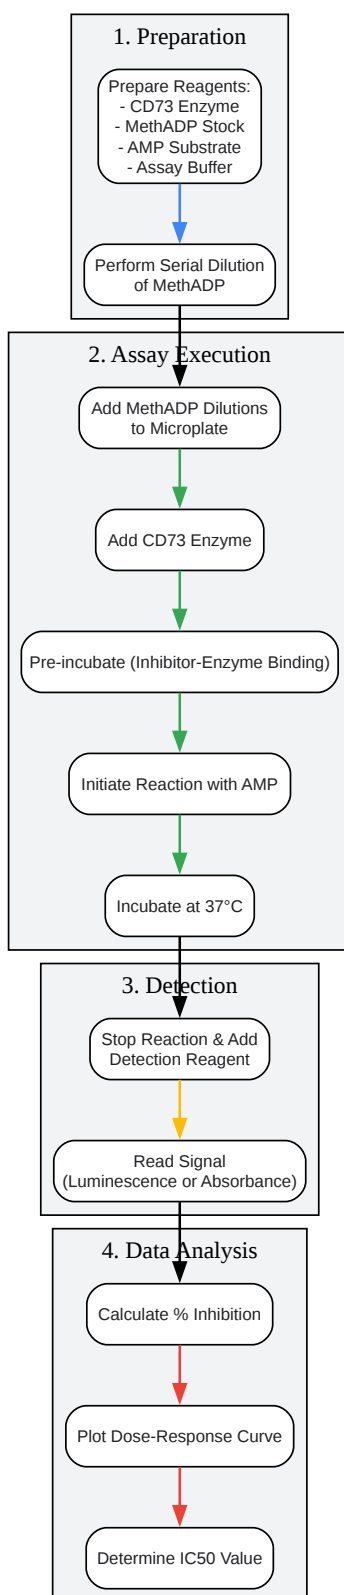 1. Preparation
Prepare Reagents:
- CD73 Enzyme
- MethADP Stock
- AMP Substrate
- Assay Buffer
Perform Serial Dilution
of MethADP
2. Assay Execution
Add MethADP Dilutions
to Microplate
Add CD73 Enzyme
Pre-incubate (Inhibitor-Enzyme Binding)
Initiate Reaction with AMP
Incubate at 37°C
3. Detection
Stop Reaction & Add
Detection Reagent
Read Signal
(Luminescence or Absorbance)
4. Data Analysis
Calculate % Inhibition
Plot Dose-Response Curve
Determine IC50 Value